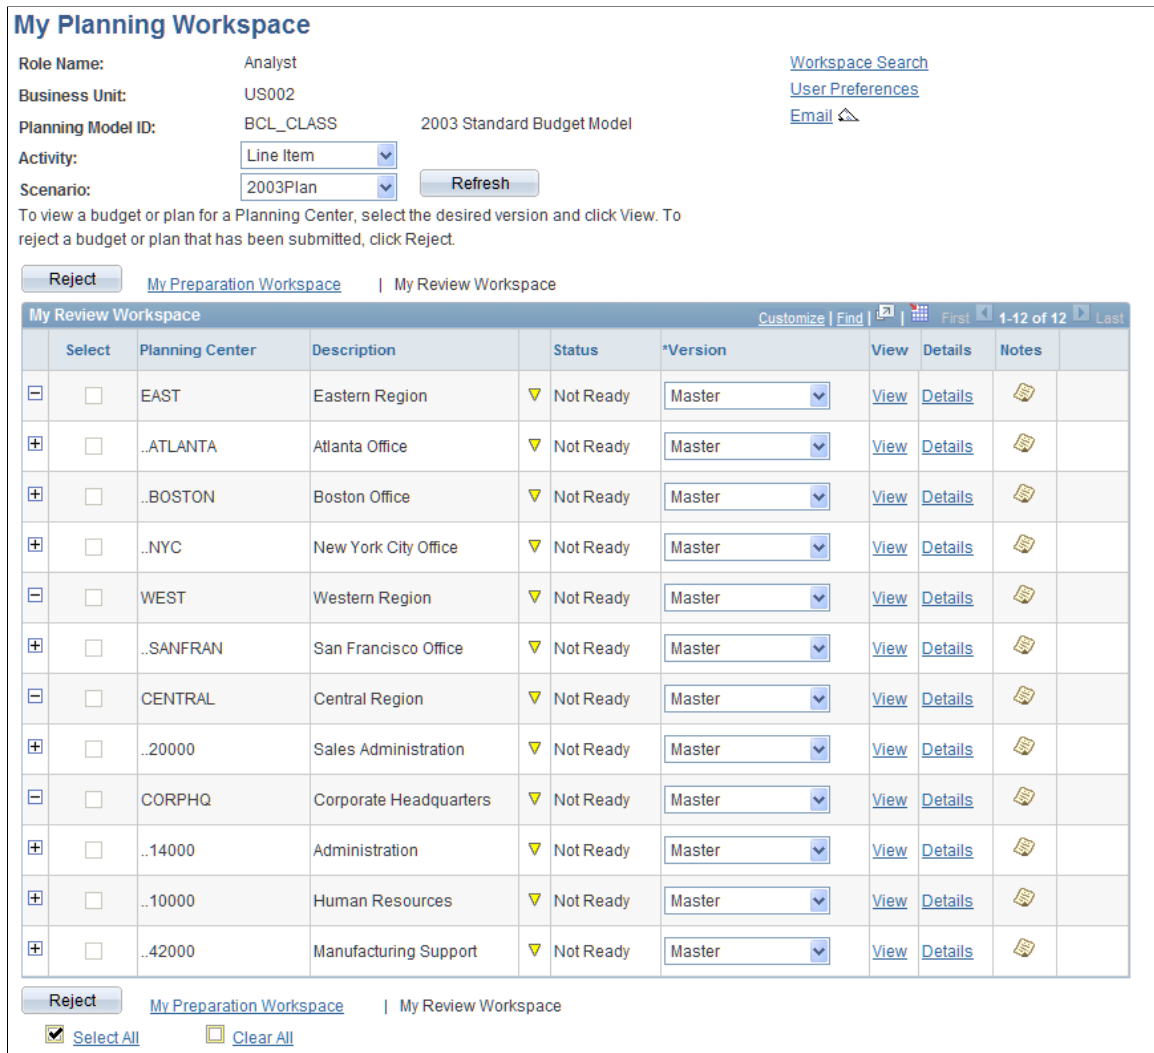 My Planning Workspace
Role Name: Analyst Workspace Search
Business Unit: US002 User Preferences
Planning Model ID: BCL_CLASS 2003 Standard Budget Model Email
Activity: Line Item
Scenario: 2003Plan Refresh
To view a budget or plan for a Planning Center, select the desired version and click View. To
reject a budget or plan that has been submitted, click Reject.
Reject My Preparation Workspace | My Review Workspace
My Review Workspace Customize | Find | | First 1-12 of 12 Last
Select Planning Center Description Status *Version View Details Notes
EAST Eastern Region Not Ready Master View Details
..ATLANTA Atlanta Office Not Ready Master View Details
..BOSTON Boston Office Not Ready Master View Details
..NYC New York City Office Not Ready Master View Details
WEST Western Region Not Ready Master View Details
..SANFRAN San Francisco Office Not Ready Master View Details
CENTRAL Central Region Not Ready Master View Details
..20000 Sales Administration Not Ready Master View Details
CORPHQ Corporate Headquarters Not Ready Master View Details
..14000 Administration Not Ready Master View Details
..10000 Human Resources Not Ready Master View Details
..42000 Manufacturing Support Not Ready Master View Details
Reject My Preparation Workspace | My Review Workspace
Select All Clear All